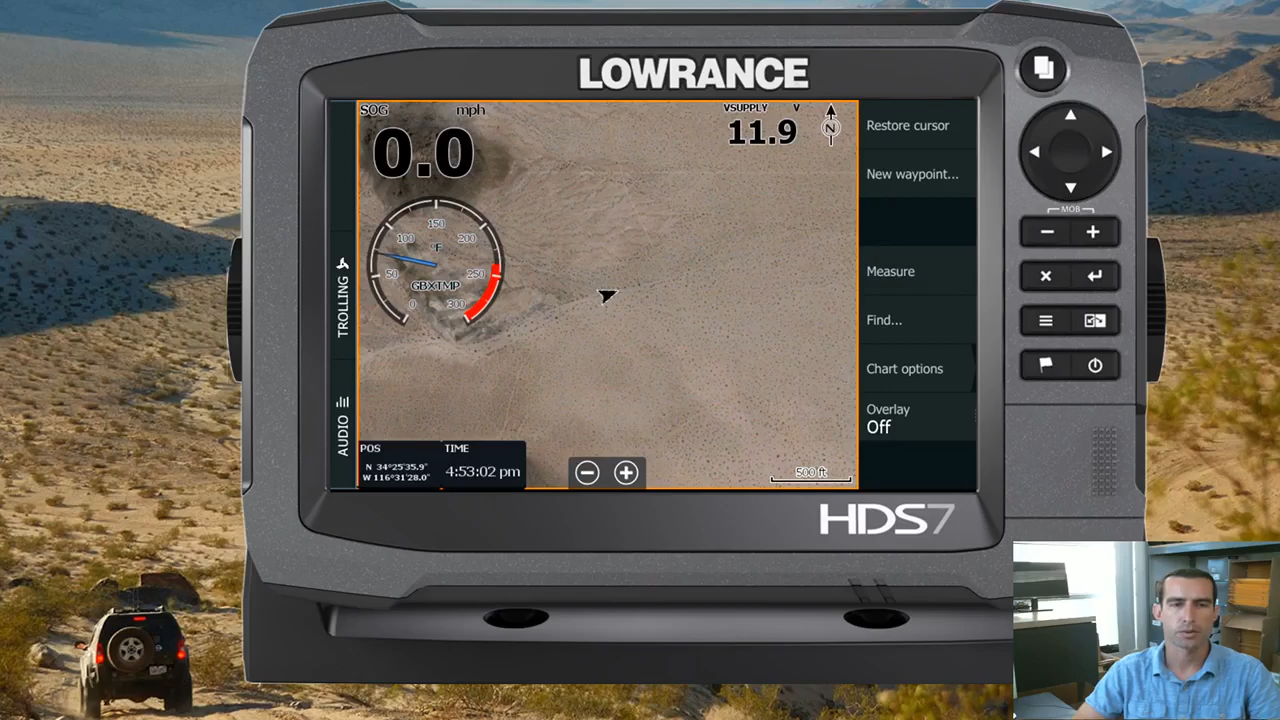 LOWRANCE
SOG mph
0.0
VSUPPLY V
11.9
N
150
100 200
°F
50 250
GBXTMP
0 300
TROLLING
AUDIO
POS
N 34°25'35.9"
W 116°31'28.0"
TIME
4:53:02 pm
500 ft
Restore cursor
New waypoint...
Measure
Find...
Chart options
Overlay
Off
MOB
HDS7